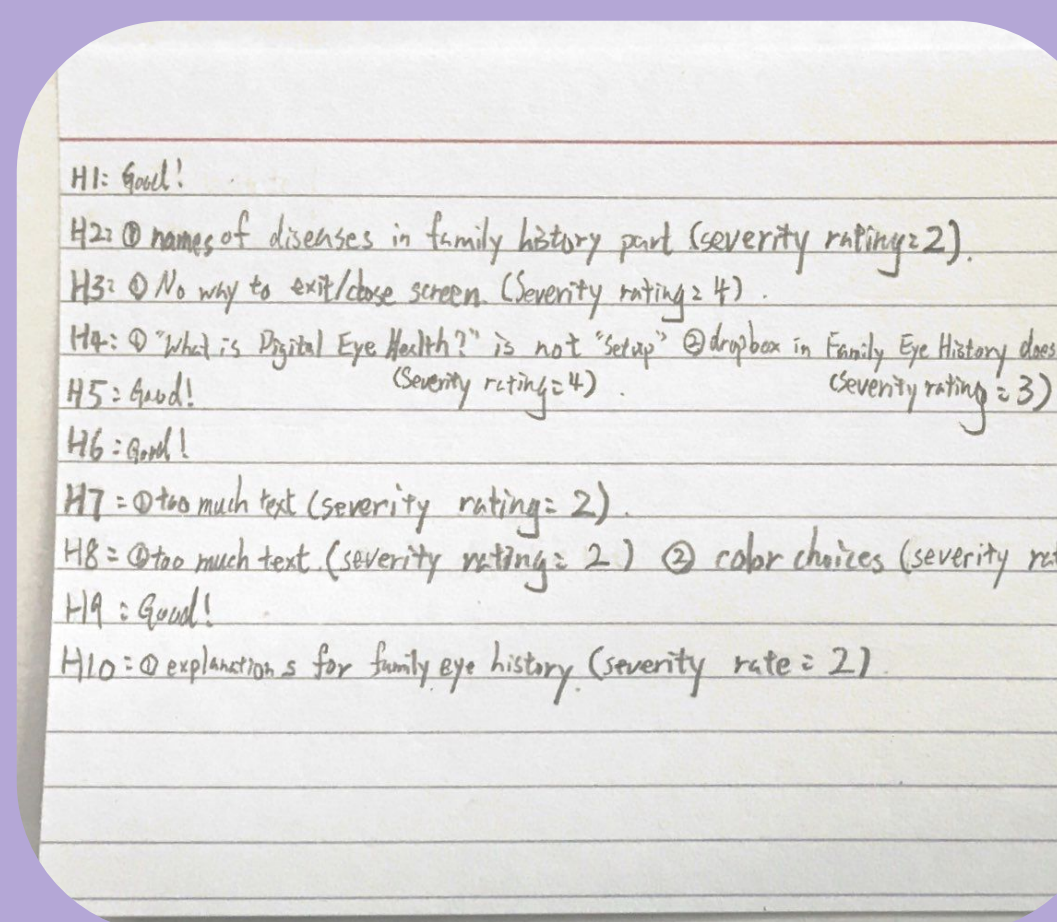 H1: Good!
H2: ① names of diseases in family history part (severity rating: 2).
H3: ① No why to exit/close screen (Severity rating: 4).
H4: ① "What is Digital Eye Health?" is not "Setup" ② dropbox in Family Eye History does
(Severity rating=4). (Severity rating: 3)
H5: Good!
H6: Good!
H7: ① too much text (severity rating: 2).
H8: ① too much text. (severity rating: 2) ② color choices (severity
H9: Good!
H10: ① explanations for family eye history. (severity rate: 2).